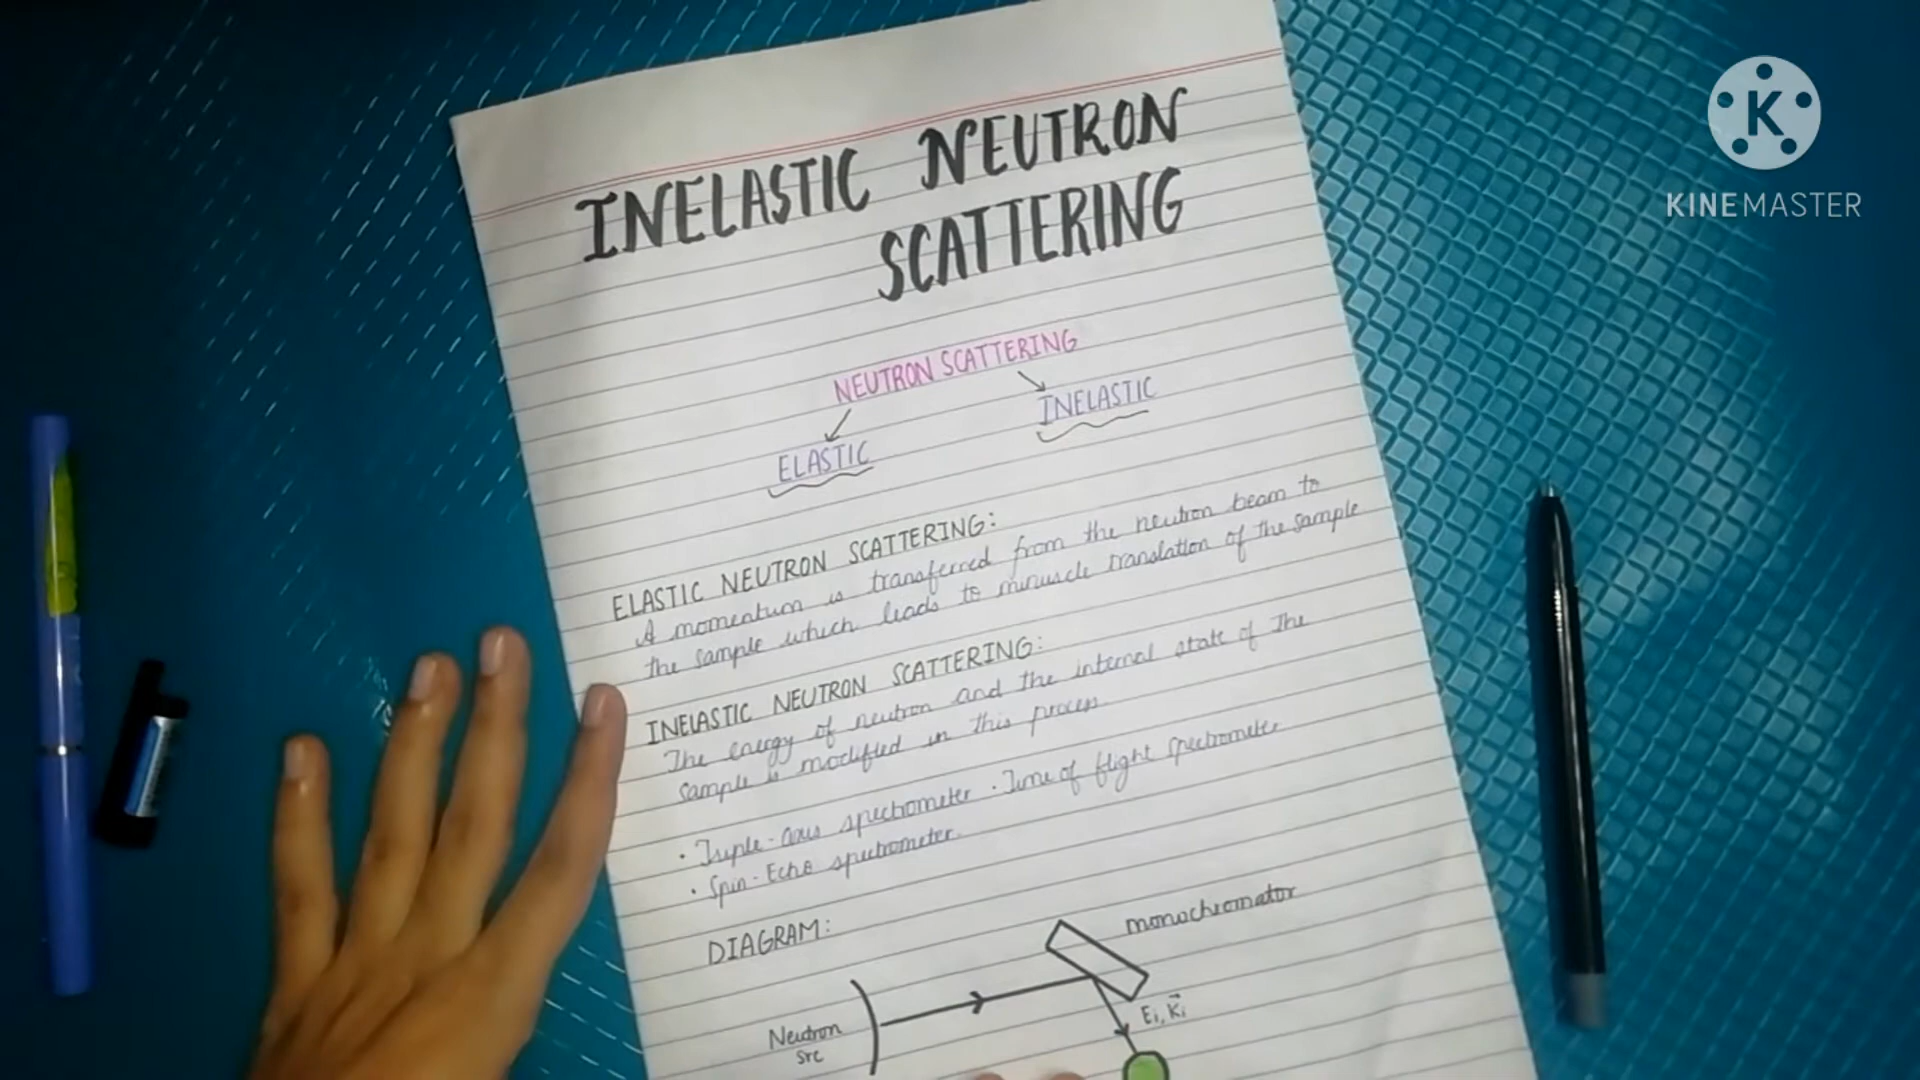 INELASTIC NEUTRON
SCATTERING
NEUTRON SCATTERING
INELASTIC
ELASTIC
ELASTIC NEUTRON SCATTERING:
A momentum is transferred from the neutron beam to
the sample which leads to minuscle translation of the sample
INELASTIC NEUTRON SCATTERING:
The energy of neutron and the internal state of the
sample is modified in this process.
· Triple-axis spectrometer · Time of flight spectrometer
· Spin-Echo spectrometer.
DIAGRAM:
monochromator
Neutron
src
Ei, K⃗i
K
KINEMASTER